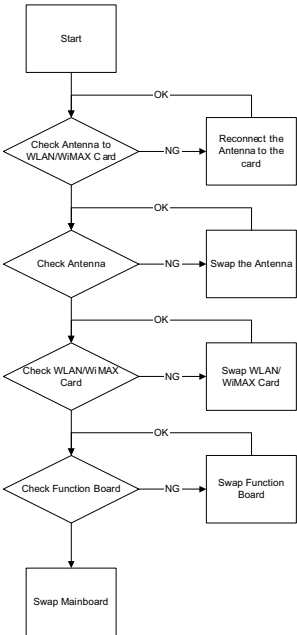 Start
OK
Check Antenna to
WLAN/WiMAX Card
NG
Reconnect the
Antenna to the
card
OK
Check Antenna
NG
Swap the Antenna
OK
Check WLAN/WiMAX
Card
NG
Swap WLAN/
WiMAX Card
OK
Check Function Board
NG
Swap Function
Board
Swap Mainboard